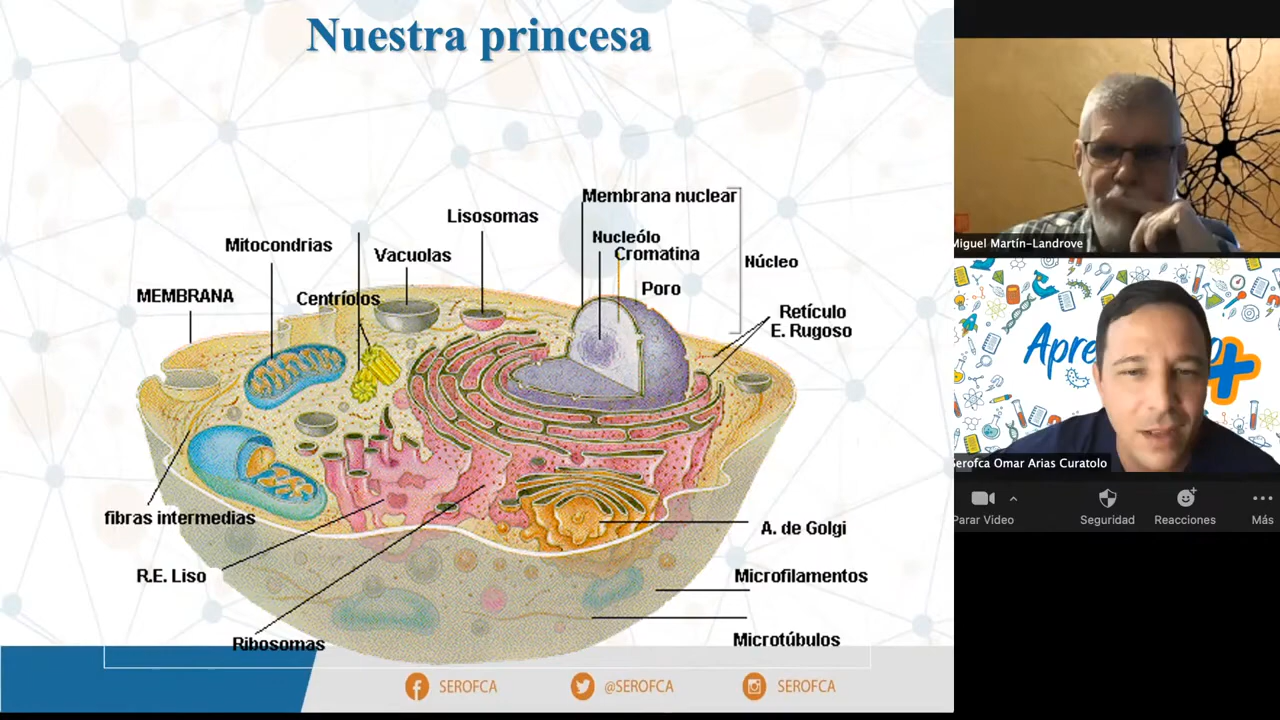 Nuestra princesa
Membrana nuclear
Lisosomas
Nucleólo
Mitocondrias
Cromatina
Vacuolas
Núcleo
Poro
MEMBRANA
Centríolos
Retículo
E. Rugoso
fibras intermedias
A. de Golgi
R.E. Liso
Microfilamentos
Ribosomas
Microtúbulos
SEROFCA
@SEROFCA
SEROFCA
Miguel Martín-Landrove
Serofca Omar Arias Curatolo
Parar Video
Seguridad
Reacciones
Más